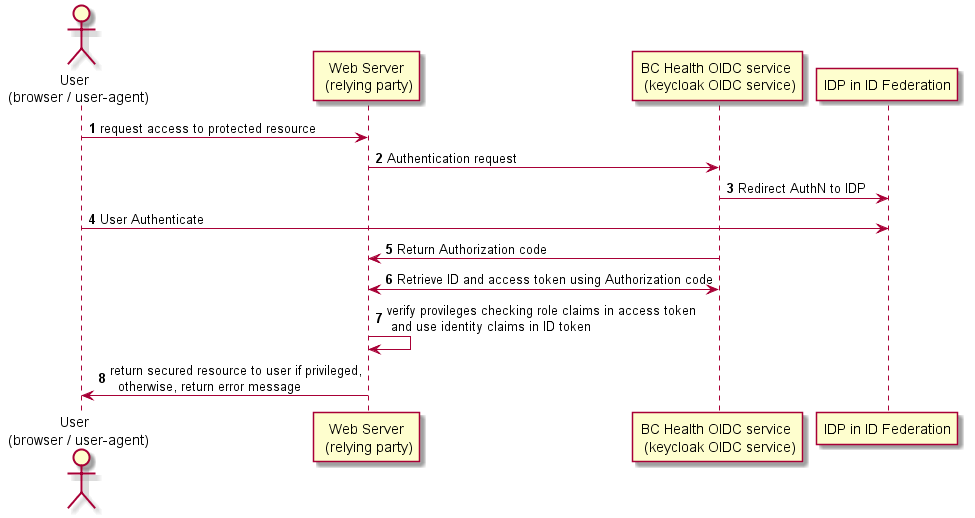 User
(browser / user-agent)
Web Server
(relying party)
BC Health OIDC service
(keycloak OIDC service)
IDP in ID Federation
1 request access to protected resource
2 Authentication request
3 Redirect AuthN to IDP
4 User Authenticate
5 Return Authorization code
6 Retrieve ID and access token using Authorization code
7 verify provileges checking role claims in access token
and use identity claims in ID token
8 return secured resource to user if privileged,
otherwise, return error message
User
(browser / user-agent)
Web Server
(relying party)
BC Health OIDC service
(keycloak OIDC service)
IDP in ID Federation